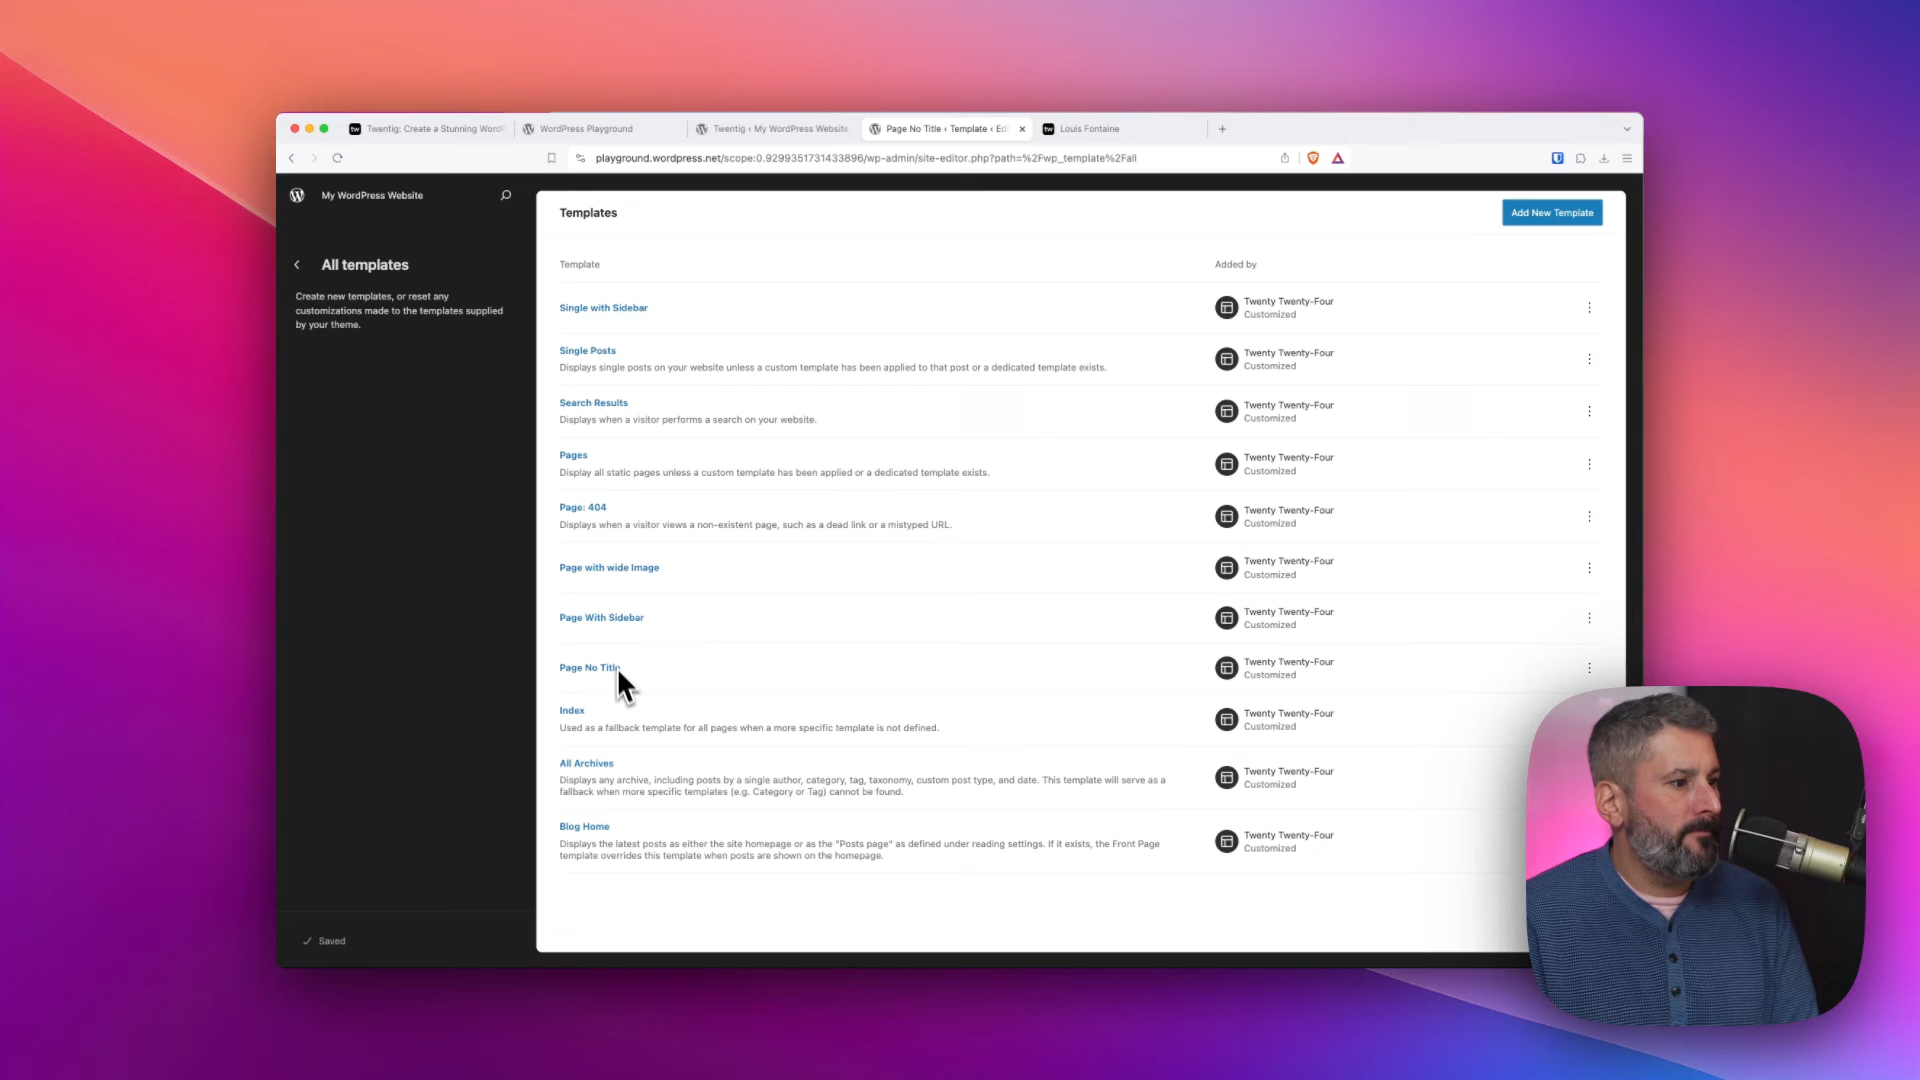 tw Twentig: Create a Stunning WordP
WordPress Playground
Twentig ‹ My WordPress Website
Page No Title ‹ Template ‹ Edi
tw Louis Fontaine
playground.wordpress.net/scope:0.9299351731433896/wp-admin/site-editor.php?path=%2Fwp_template%2Fall
My WordPress Website
All templates
Create new templates, or reset any
customizations made to the templates supplied
by your theme.
Saved
Templates
Add New Template
Template
Added by
Single with Sidebar
Twenty Twenty-Four
Customized
Single Posts
Displays single posts on your website unless a custom template has been applied to that post or a dedicated template exists.
Twenty Twenty-Four
Customized
Search Results
Displays when a visitor performs a search on your website.
Twenty Twenty-Four
Customized
Pages
Display all static pages unless a custom template has been applied or a dedicated template exists.
Twenty Twenty-Four
Customized
Page: 404
Displays when a visitor views a non-existent page, such as a dead link or a mistyped URL.
Twenty Twenty-Four
Customized
Page with wide Image
Twenty Twenty-Four
Customized
Page With Sidebar
Twenty Twenty-Four
Customized
Page No Title
Twenty Twenty-Four
Customized
Index
Used as a fallback template for all pages when a more specific template is not defined.
Twenty Twenty-Four
Customized
All Archives
Displays any archive, including posts by a single author, category, tag, taxonomy, custom post type, and date. This template will serve as a
fallback when more specific templates (e.g. Category or Tag) cannot be found.
Twenty Twenty-Four
Customized
Blog Home
Displays the latest posts as either the site homepage or as the "Posts page" as defined under reading settings. If it exists, the Front Page
template overrides this template when posts are shown on the homepage.
Twenty Twenty-Four
Customized